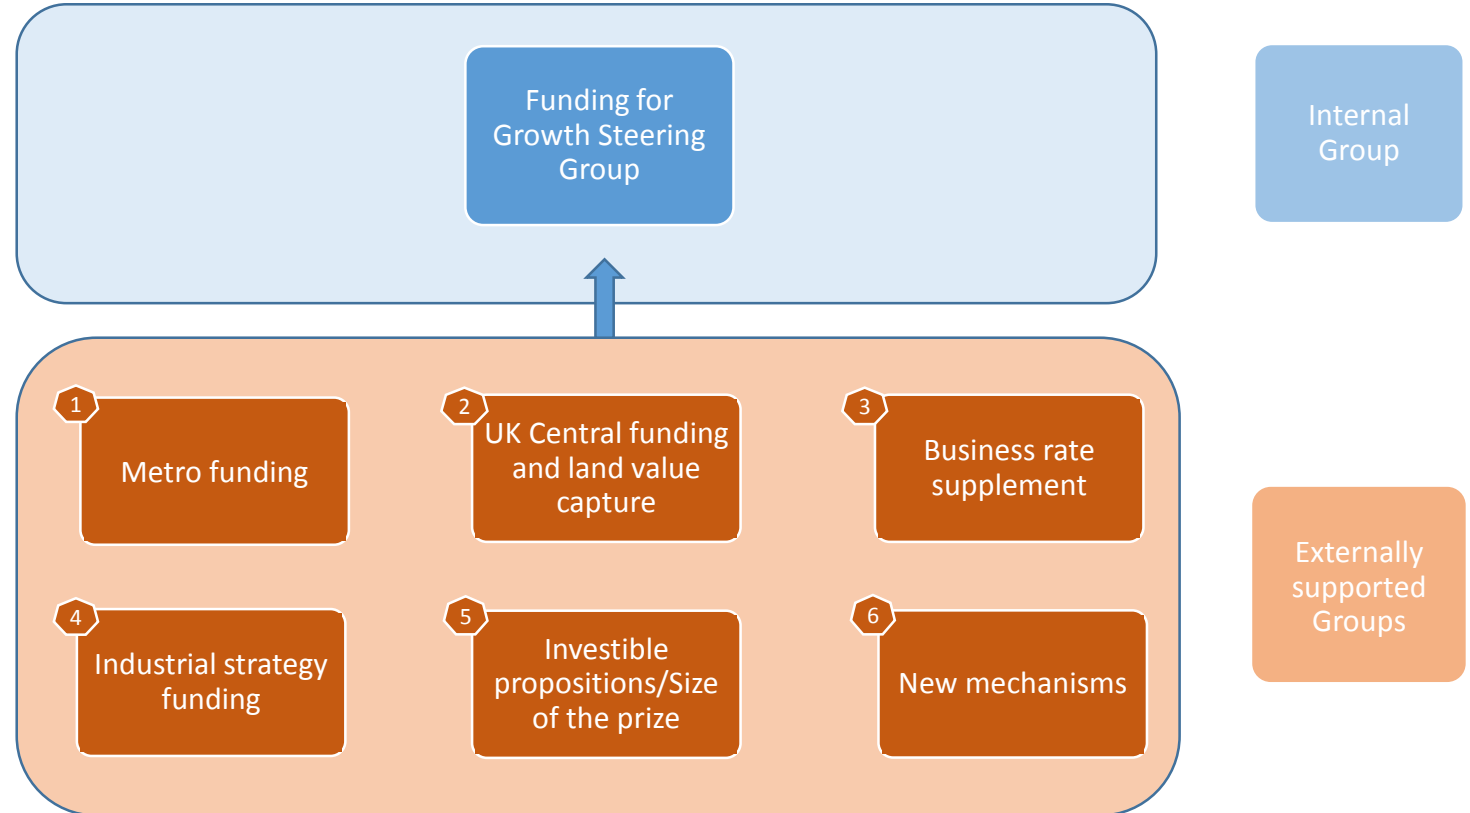 Funding for
Growth Steering
Group
Internal
Group
1
Metro funding
2
UK Central funding
and land value
capture
3
Business rate
supplement
4
Industrial strategy
funding
5
Investible
propositions/Size
of the prize
6
New mechanisms
Externally
supported
Groups